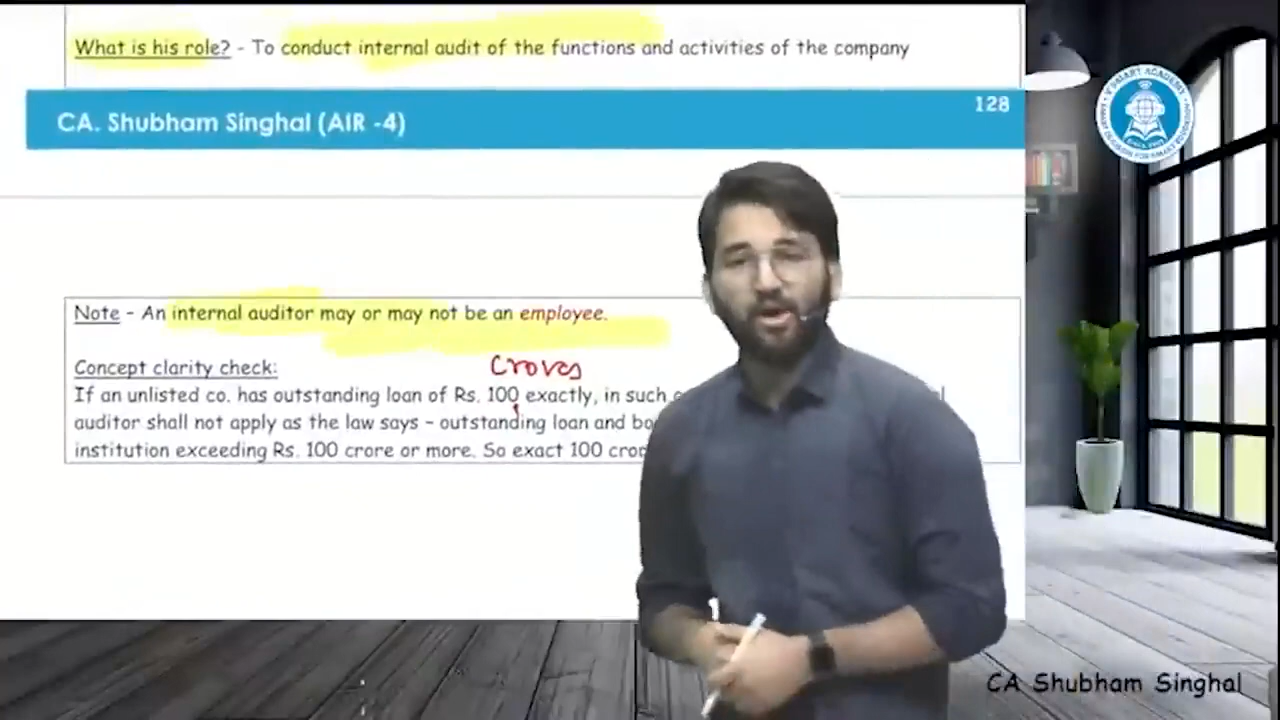 What is his role? - To conduct internal audit of the functions and activities of the company
CA. Shubham Singhal (AIR -4)
128
Note - An internal auditor may or may not be an employee.
Concept clarity check:
crores
If an unlisted co. has outstanding loan of Rs. 100 exactly, in such
auditor shall not apply as the law says - outstanding loan and
institution exceeding Rs. 100 crore or more. So exact 100
CA Shubham Singhal